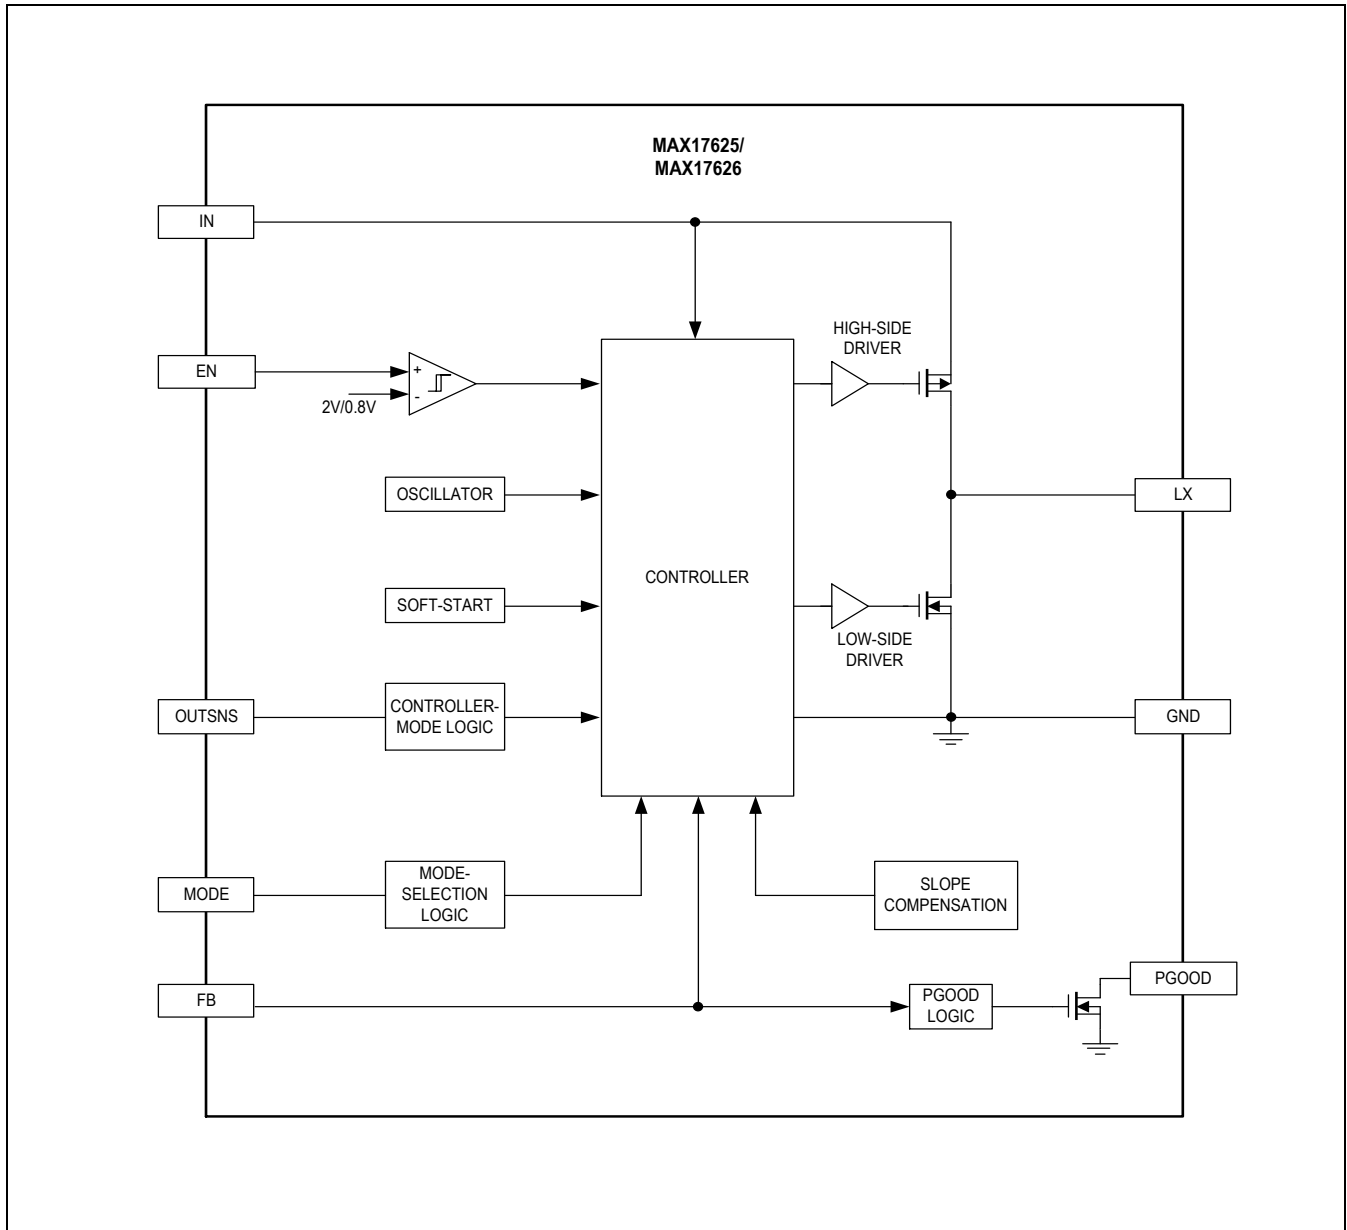 MAX17625/
MAX17626
IN
HIGH-SIDE
DRIVER
EN
+
-
2V/0.8V
OSCILLATOR
LX
CONTROLLER
SOFT-START
LOW-SIDE
DRIVER
OUTSNS
CONTROLLER-
MODE LOGIC
GND
MODE
MODE-
SELECTION
LOGIC
SLOPE
COMPENSATION
PGOOD
FB
PGOOD
LOGIC